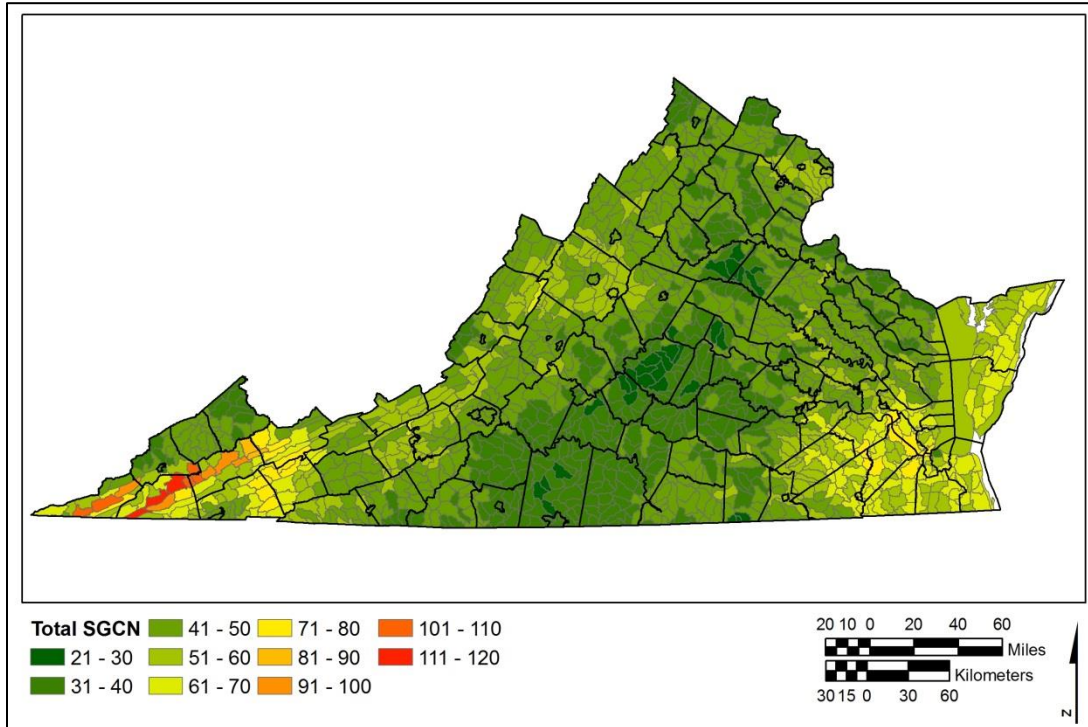 Total SGCN
21 - 30
31 - 40
41 - 50
51 - 60
61 - 70
71 - 80
81 - 90
91 - 100
101 - 110
111 - 120
20 10 0 20 40 60
Miles
Kilometers
30 15 0 30 60
N